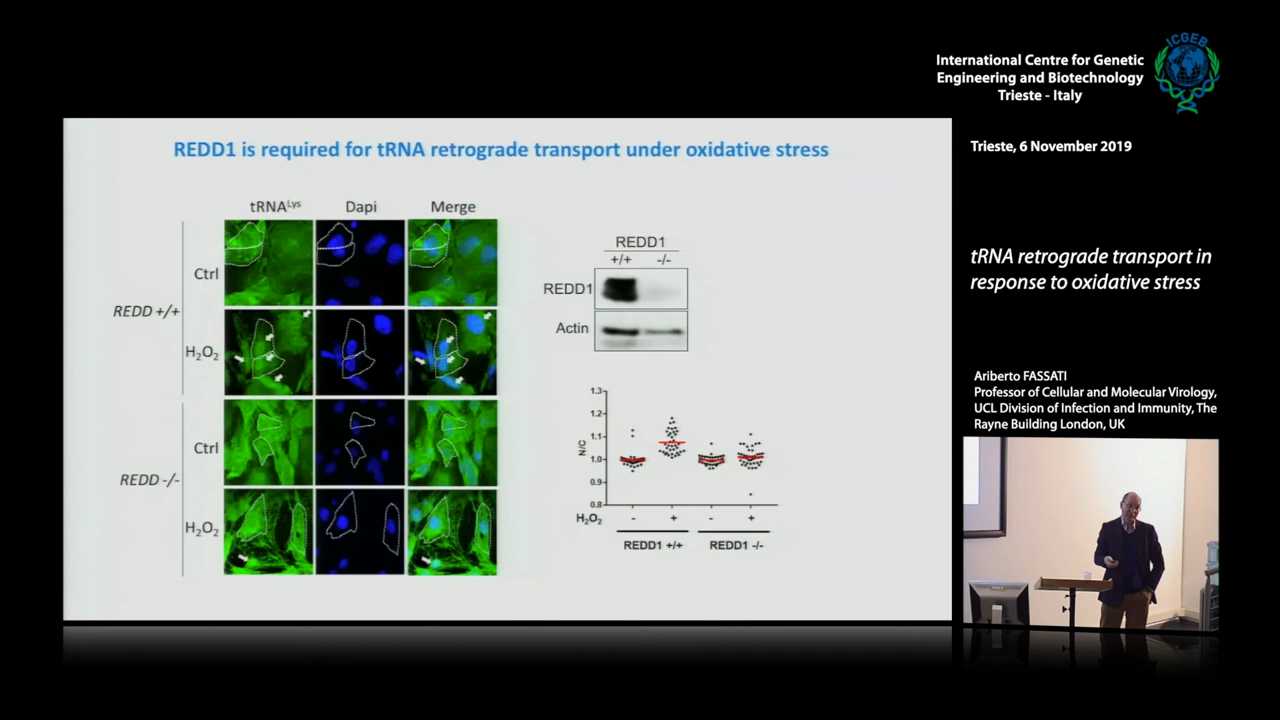 ICGEB
International Centre for Genetic
Engineering and Biotechnology
Trieste - Italy
Trieste, 6 November 2019
tRNA retrograde transport in
response to oxidative stress
Ariberto FASSATI
Professor of Cellular and Molecular Virology,
UCL Division of Infection and Immunity, The
Rayne Building London, UK
REDD1 is required for tRNA retrograde transport under oxidative stress
tRNALys Dapi Merge
REDD +/+
Ctrl
H2O2
REDD -/-
Ctrl
H2O2
REDD1
+/+ -/-
REDD1
Actin
N/C
1.3
1.2
1.1
1.0
0.9
0.8
H2O2 - + - +
REDD1 +/+ REDD1 -/-